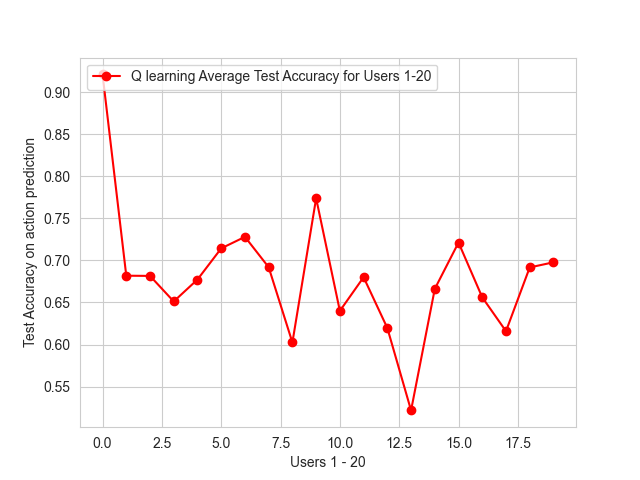 Q learning Average Test Accuracy for Users 1-20
Test Accuracy on action prediction
0.90
0.85
0.80
0.75
0.70
0.65
0.60
0.55
0.0 2.5 5.0 7.5 10.0 12.5 15.0 17.5
Users 1 - 20